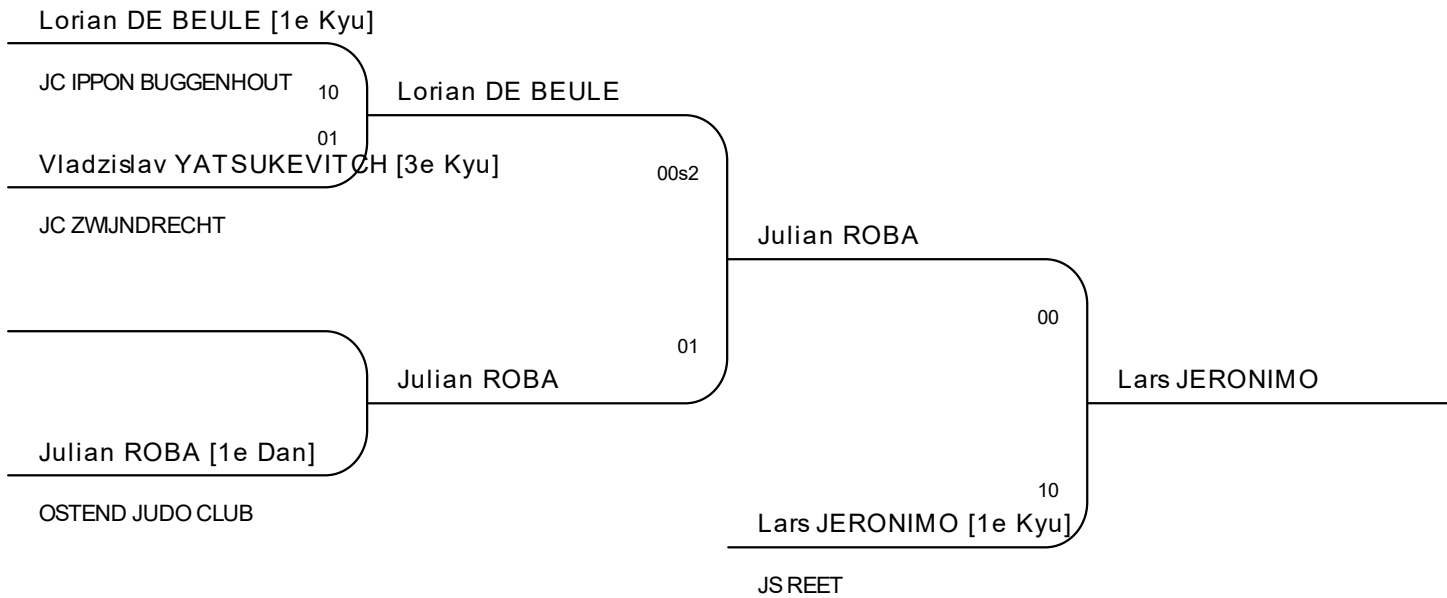 Lorian DE BEULE [1e Kyu]
JC IPPON BUGGENHOUT
10
Lorian DE BEULE
01
Vladzislav YATSUKEVITCH [3e Kyu]
00s2
JC ZWIJNDRECHT
Julian ROBA
00
01
Julian ROBA
Lars JERONIMO
Julian ROBA [1e Dan]
10
OSTEND JUDO CLUB
Lars JERONIMO [1e Kyu]
JS REET